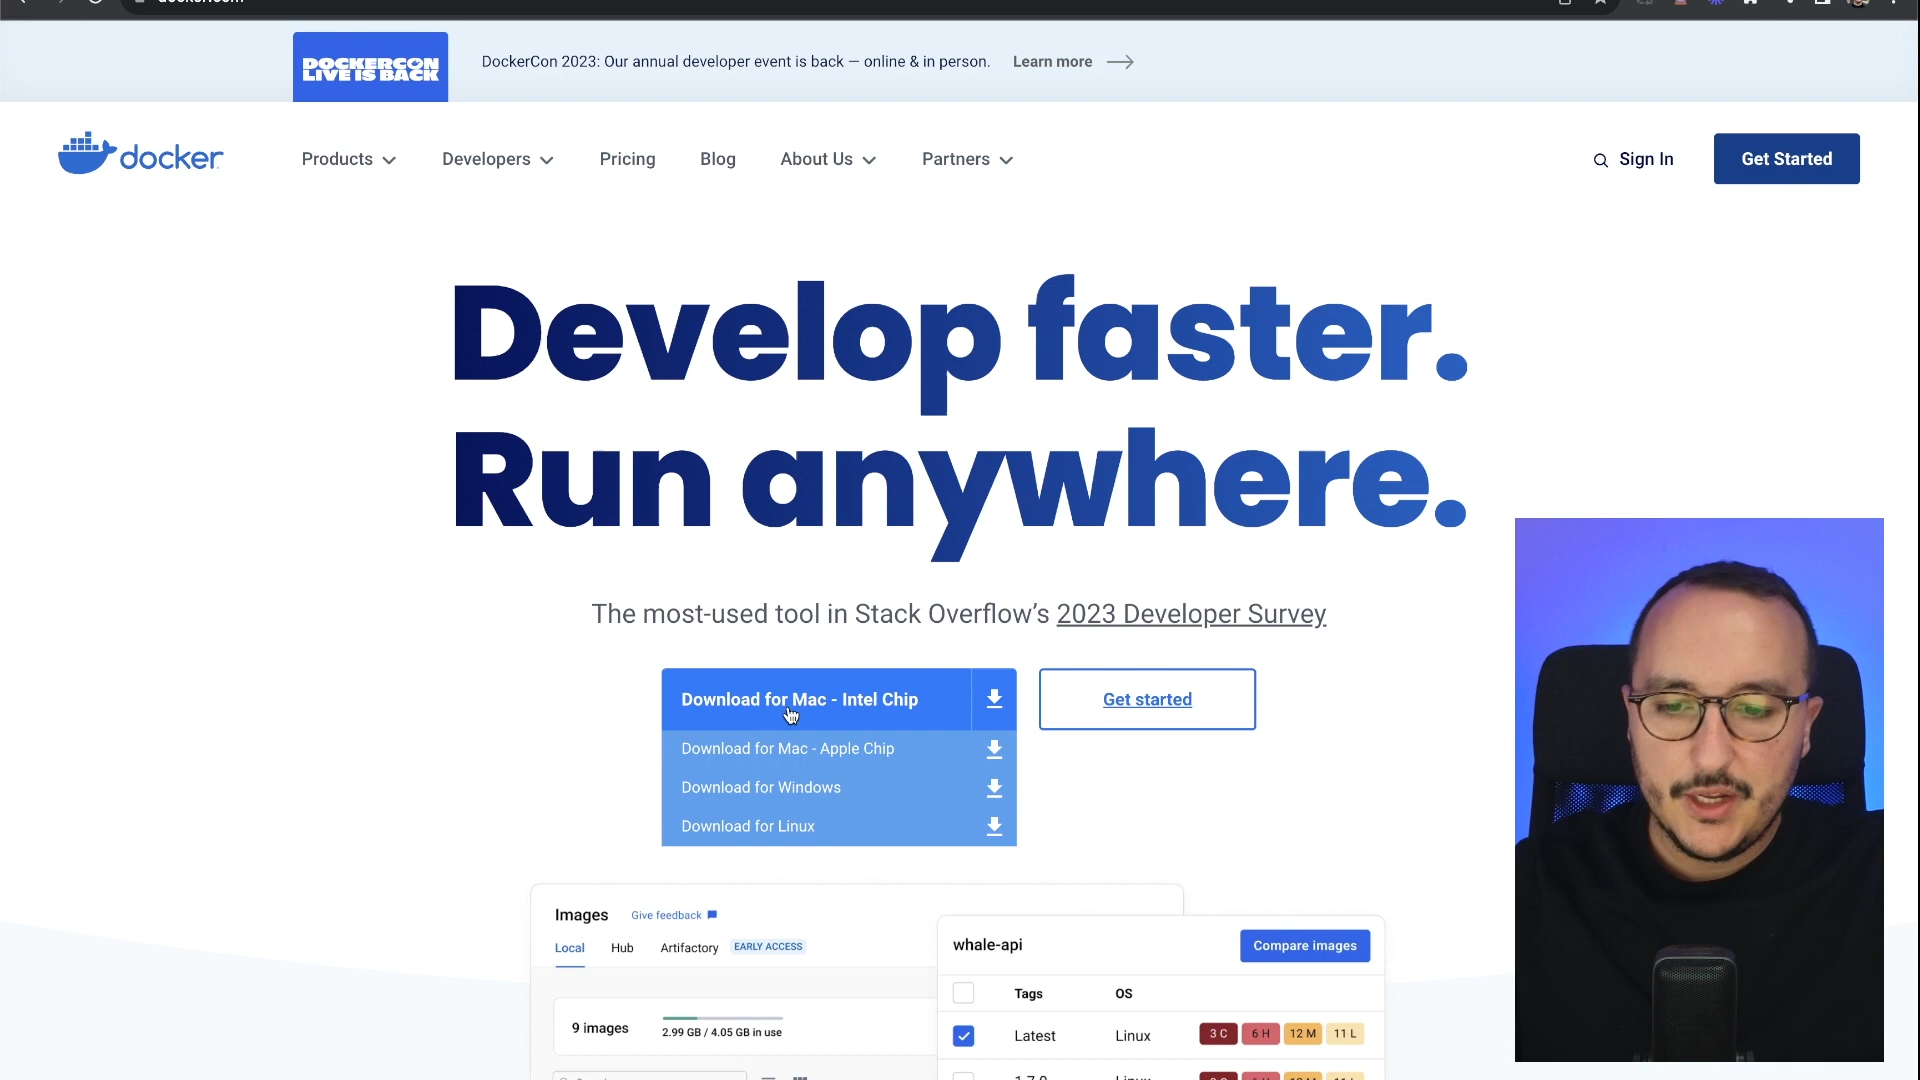 DOCKERCON
LIVE IS BACK
DockerCon 2023: Our annual developer event is back — online & in person. Learn more
docker
Products Developers Pricing Blog About Us Partners Sign In Get Started
Develop faster.
Run anywhere.
The most-used tool in Stack Overflow's 2023 Developer Survey
Download for Mac - Intel Chip
Get started
Download for Mac - Apple Chip
Download for Windows
Download for Linux
Images Give feedback
Local Hub Artifactory EARLY ACCESS
9 images 2.99 GB / 4.05 GB in use
whale-api Compare images
Tags OS
Latest Linux 3 C 6 H 12 M 11 L